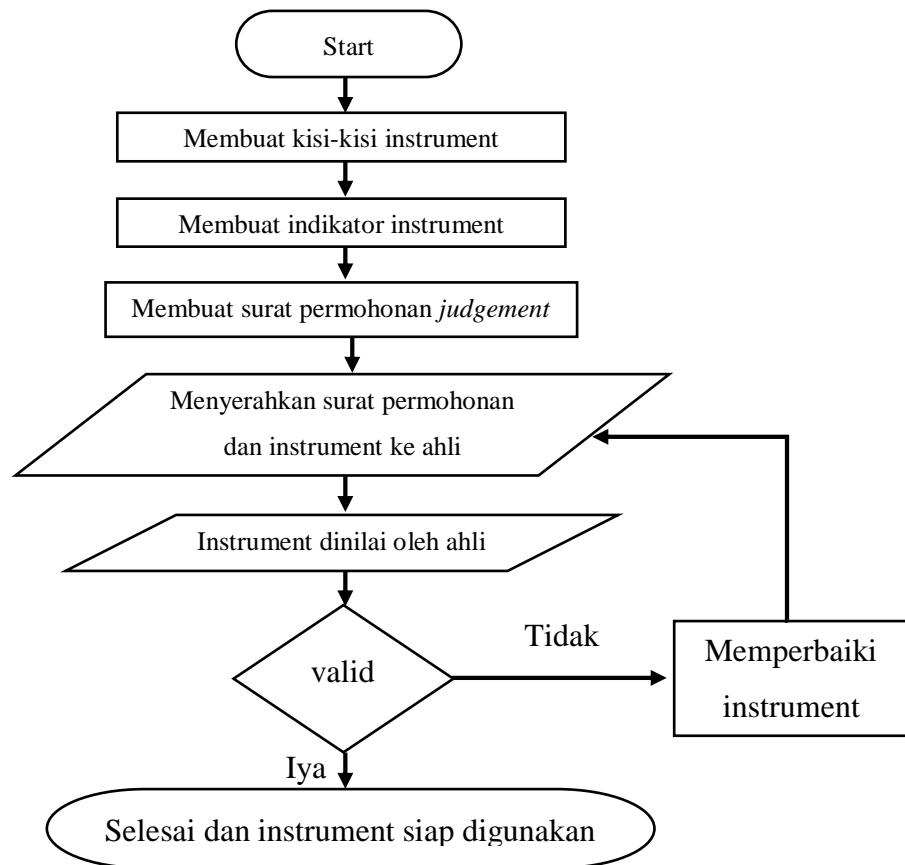 Start
Membuat kisi-kisi instrument
Membuat indikator instrument
Membuat surat permohonan judgement
Menyerahkan surat permohonan
dan instrument ke ahli
Instrument dinilai oleh ahli
valid
Tidak
Memperbaiki
instrument
Iya
Selesai dan instrument siap digunakan